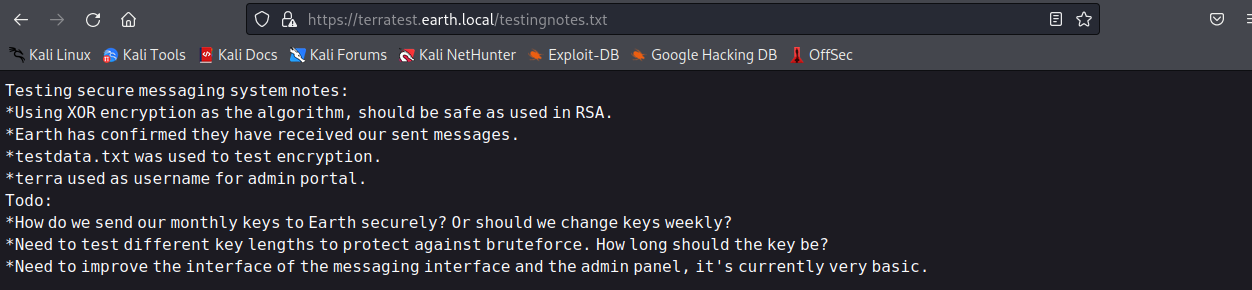 https://terratest.earth.local/testingnotes.txt
Kali Linux Kali Tools Kali Docs Kali Forums Kali NetHunter Exploit-DB Google Hacking DB OffSec
Testing secure messaging system notes:
*Using XOR encryption as the algorithm, should be safe as used in RSA.
*Earth has confirmed they have received our sent messages.
*testdata.txt was used to test encryption.
*terra used as username for admin portal.
Todo:
*How do we send our monthly keys to Earth securely? Or should we change keys weekly?
*Need to test different key lengths to protect against bruteforce. How long should the key be?
*Need to improve the interface of the messaging interface and the admin panel, it's currently very basic.